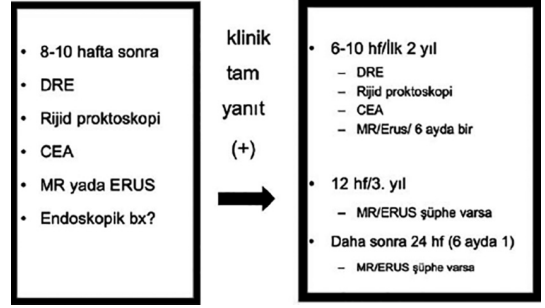 • 8-10 hafta sonra
• DRE
• Rijid proktoskopi
• CEA
• MR yada ERUS
• Endoskopik bx?
klinik
tam
yanıt
(+)
• 6-10 hf/İlk 2 yıl
– DRE
– Rijid proktoskopi
– CEA
– MR/Erus/ 6 ayda bir
• 12 hf/3. yıl
– MR/ERUS şüphe varsa
• Daha sonra 24 hf (6 ayda 1)
– MR/ERUS şüphe varsa